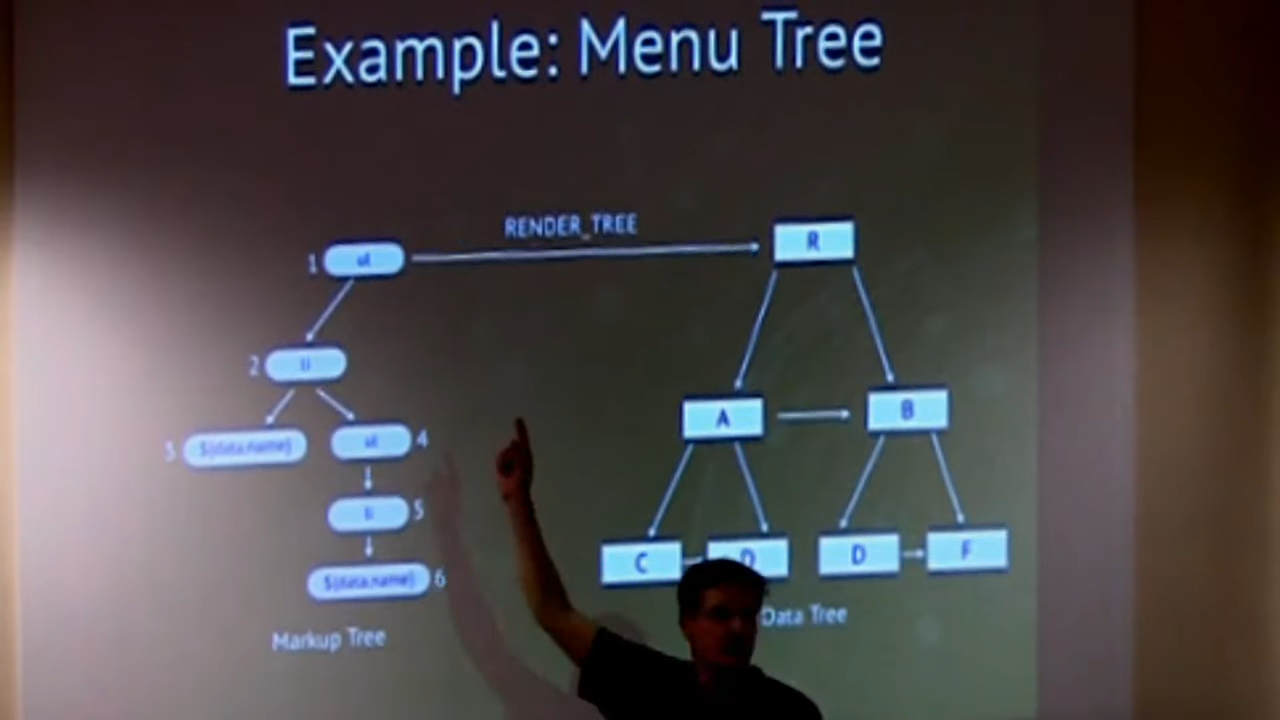 Example: Menu Tree
RENDER_TREE
1 ul
R
2 li
A
B
3 ${data.name}
ul 4
li 5
C
D
D
F
${data.name} 6
Data Tree
Markup Tree